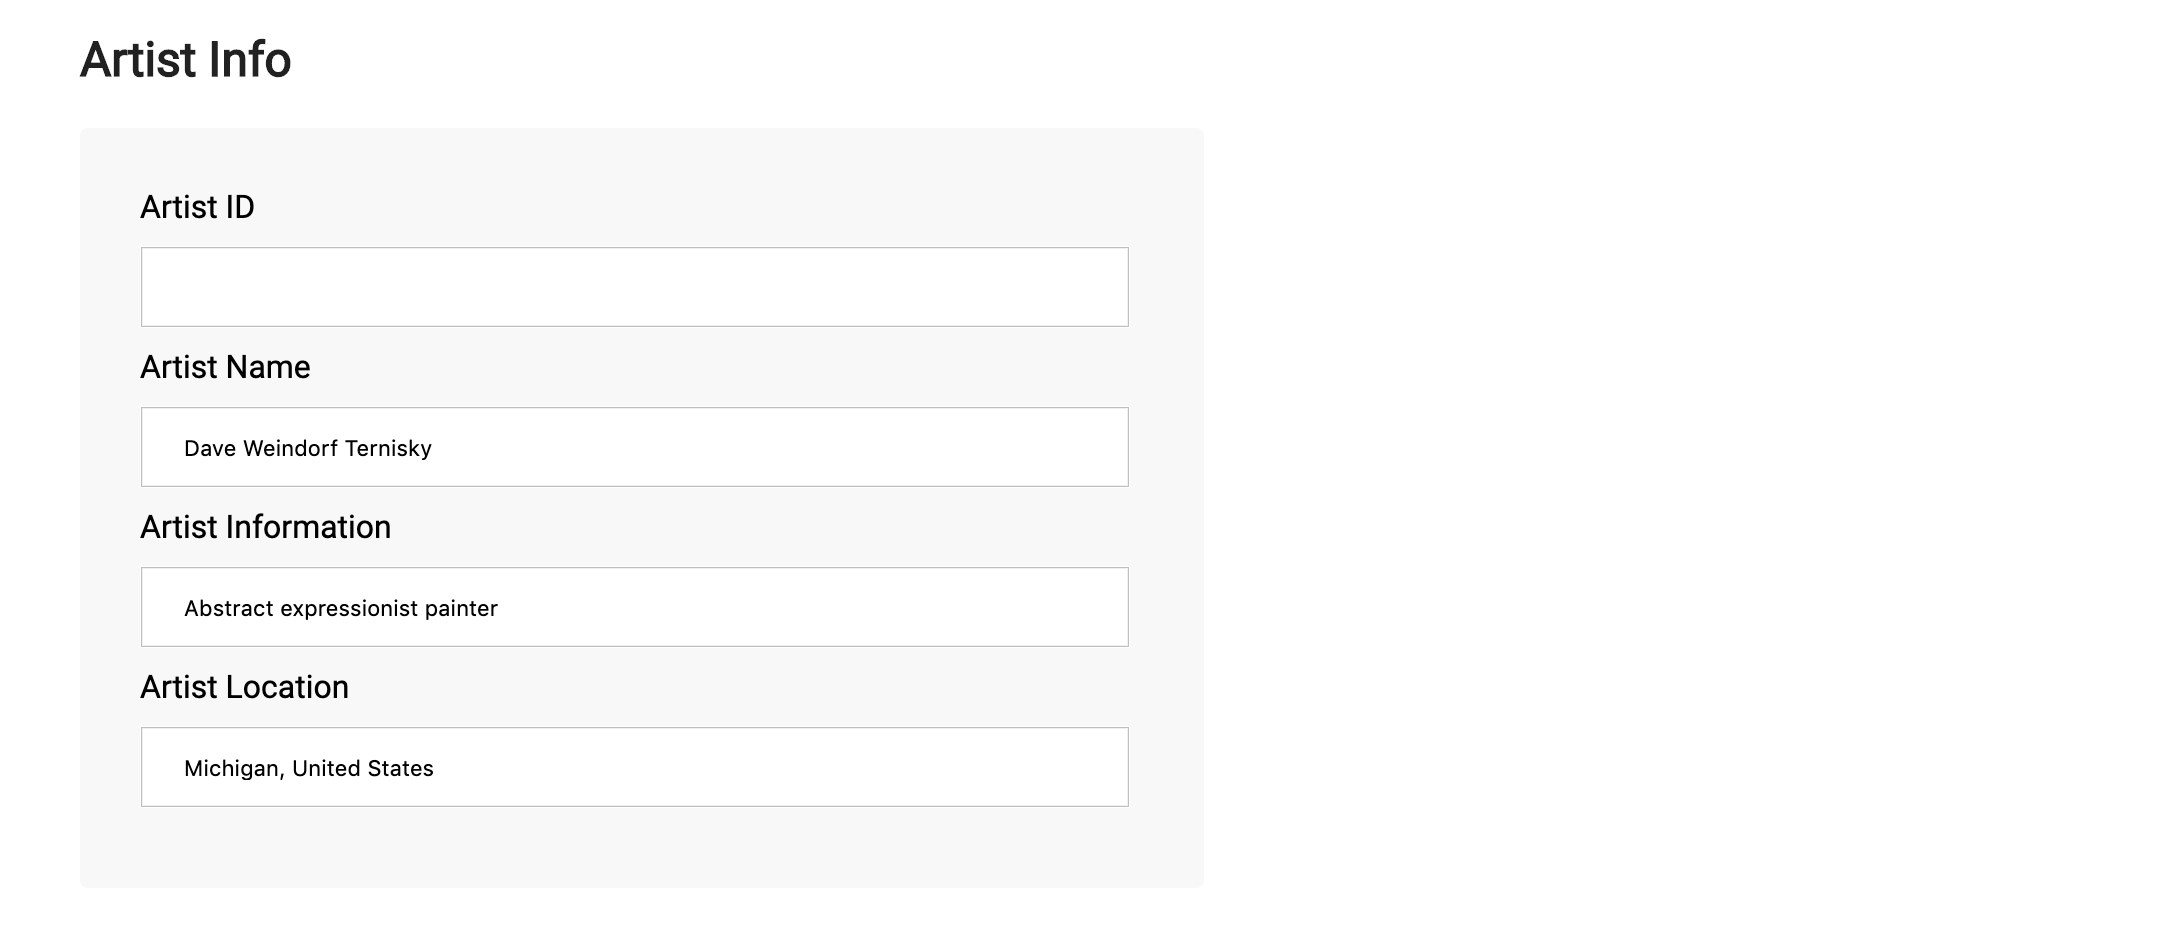 Artist Info
Artist ID
Artist Name
Dave Weindorf Ternisky
Artist Information
Abstract expressionist painter
Artist Location
Michigan, United States